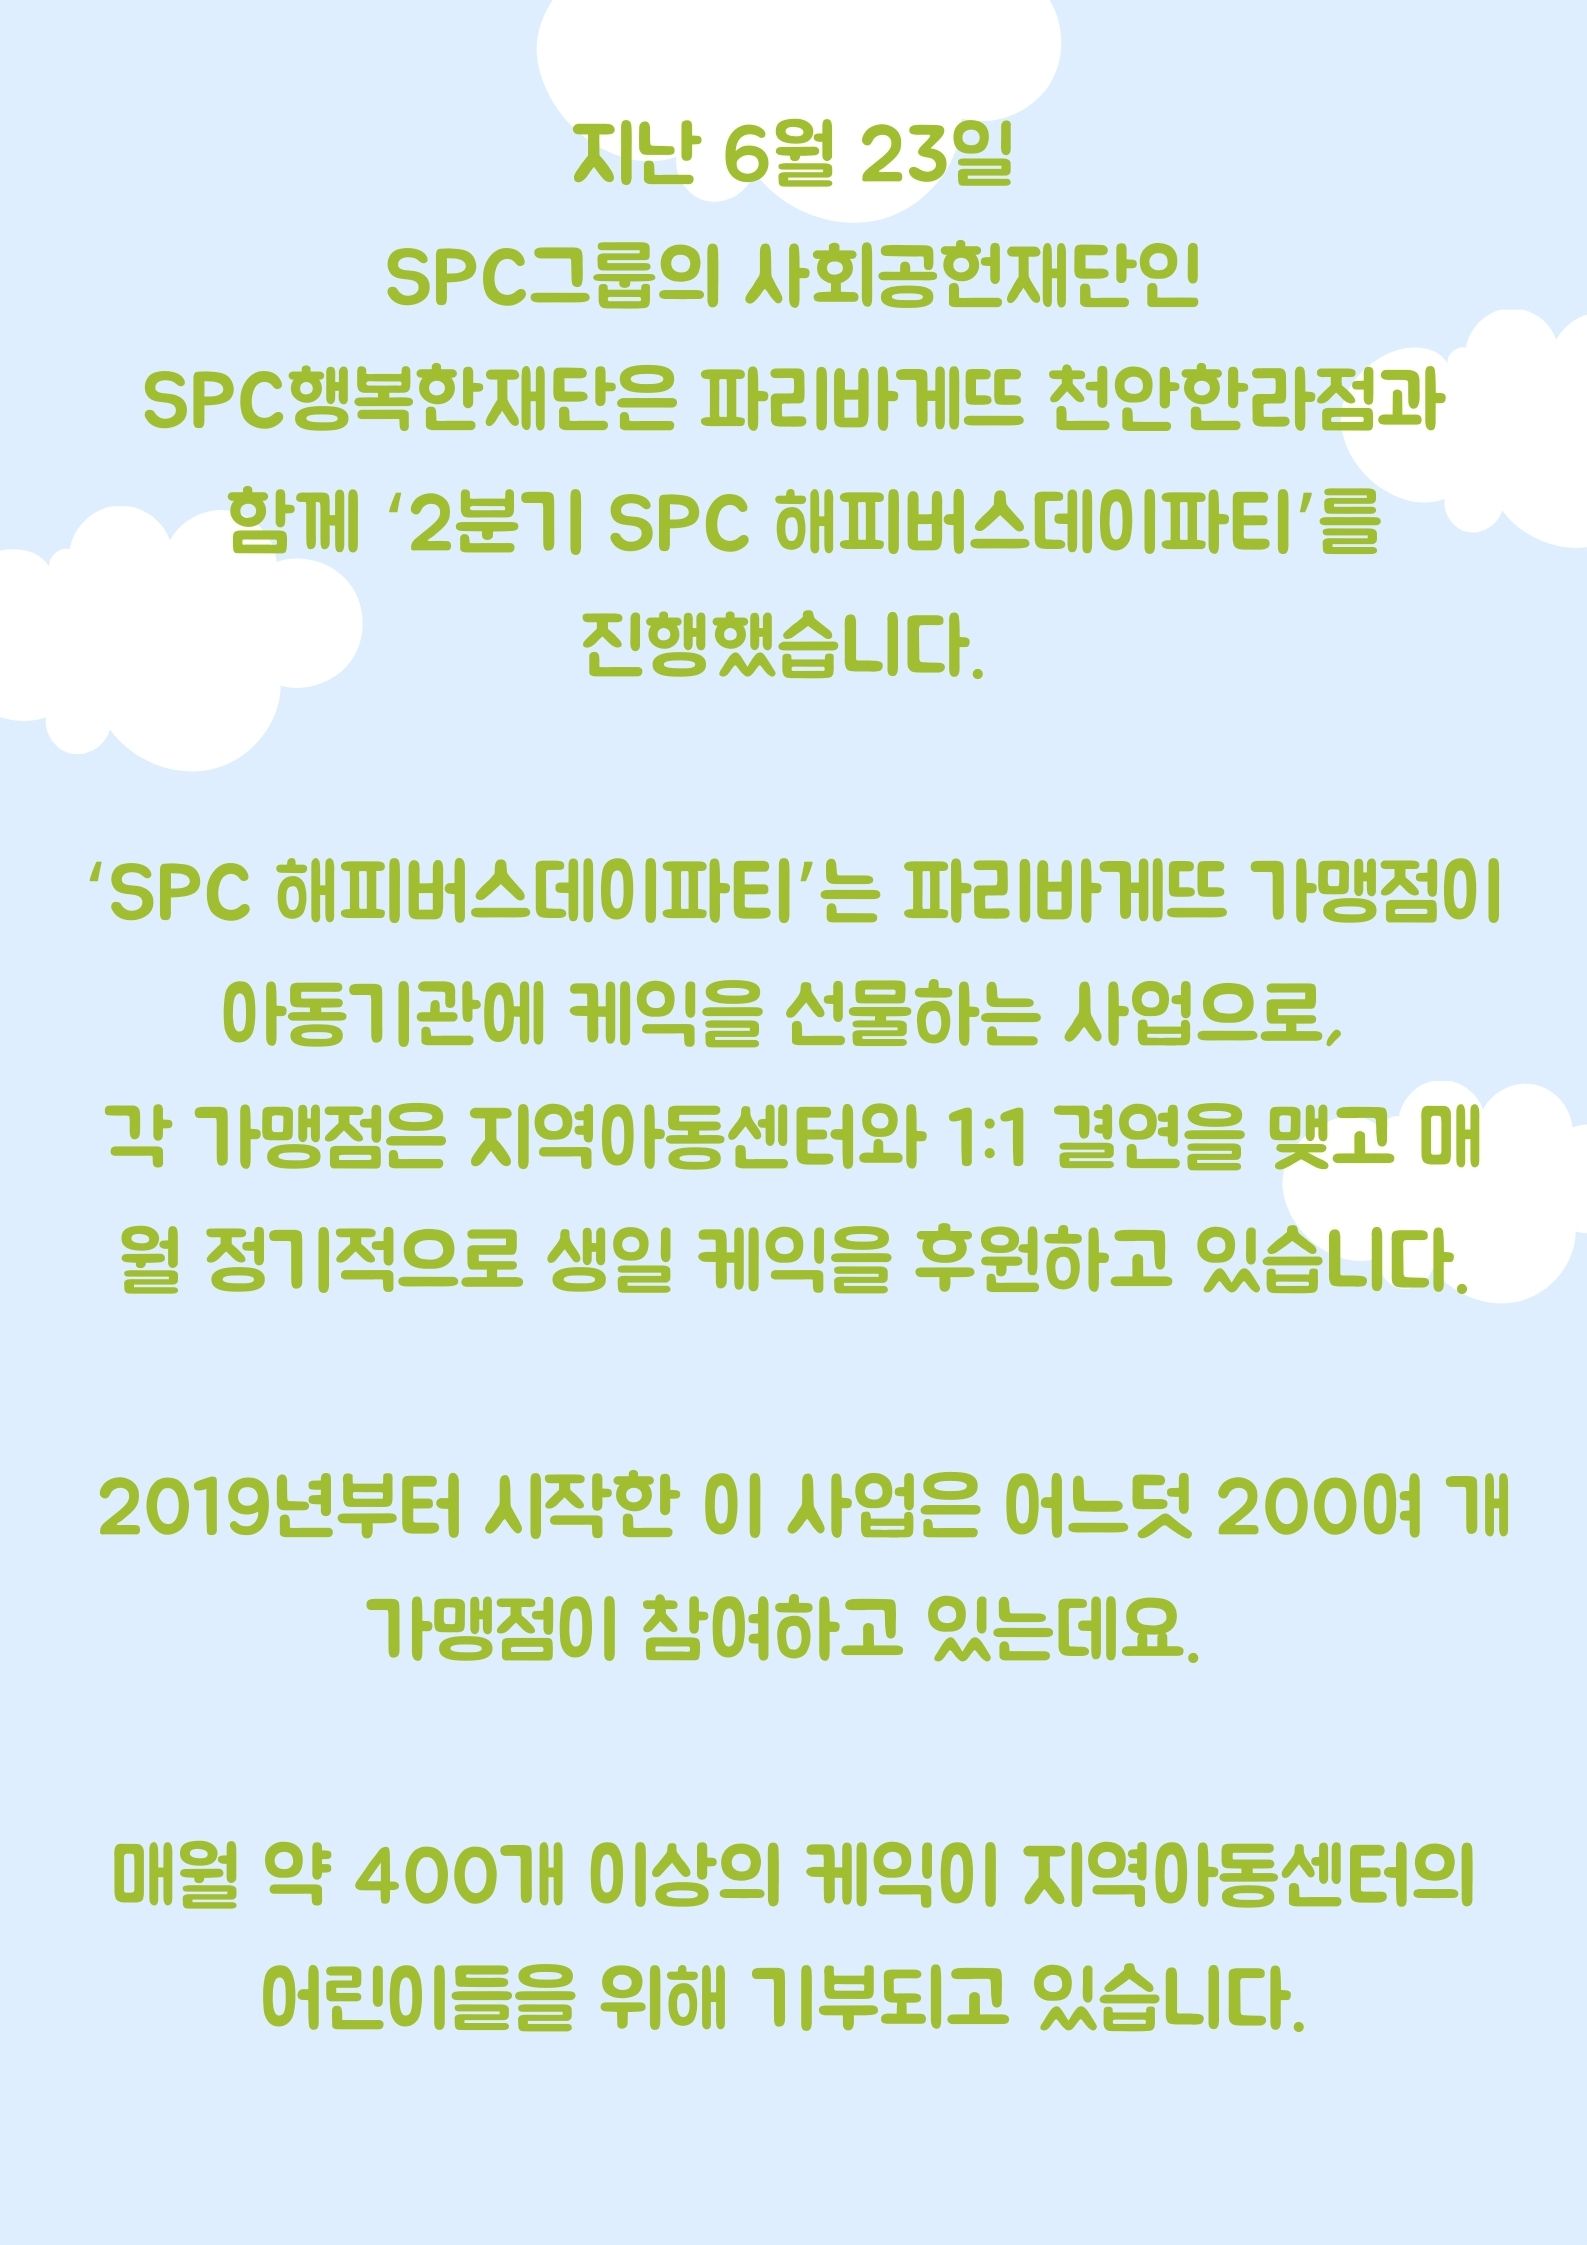 지난 6월 23일
SPC그룹의 사회공헌재단인
SPC행복한재단은 파리바게뜨 천안한라점과
함께 ‘2분기 SPC 해피버스데이파티’를
진행했습니다.
‘SPC 해피버스데이파티’는 파리바게뜨 가맹점이
아동기관에 케익을 선물하는 사업으로,
각 가맹점은 지역아동센터와 1:1 결연을 맺고 매
월 정기적으로 생일 케익을 후원하고 있습니다.
2019년부터 시작한 이 사업은 어느덧 200여 개
가맹점이 참여하고 있는데요.
매월 약 400개 이상의 케익이 지역아동센터의
어린이들을 위해 기부되고 있습니다.